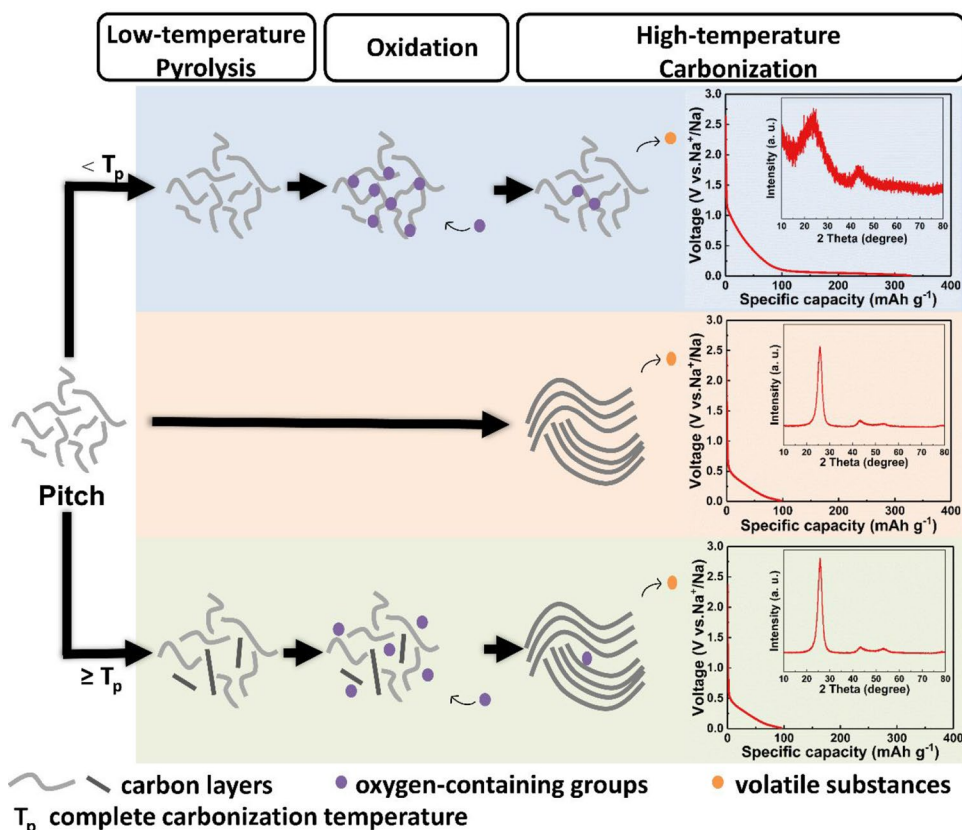 Low-temperature
Pyrolysis
Oxidation
High-temperature
Carbonization
< Tp
3.0
2.5
2.0
1.5
1.0
0.5
0.0
Voltage (V vs.Na⁺/Na)
0 100 200 300 400
Specific capacity (mAh g⁻¹)
Intensity (a. u.)
10 20 30 40 50 60 70 80
2 Theta (degree)
Pitch
3.0
2.5
2.0
1.5
1.0
0.5
0.0
Voltage (V vs.Na⁺/Na)
0 100 200 300 400
Specific capacity (mAh g⁻¹)
Intensity (a. u.)
10 20 30 40 50 60 70 80
2 Theta (degree)
≥ Tp
3.0
2.5
2.0
1.5
1.0
0.5
0.0
Voltage (V vs.Na⁺/Na)
0 100 200 300 400
Specific capacity (mAh g⁻¹)
Intensity (a. u.)
10 20 30 40 50 60 70 80
2 Theta (degree)
carbon layers oxygen-containing groups volatile substances
Tp complete carbonization temperature